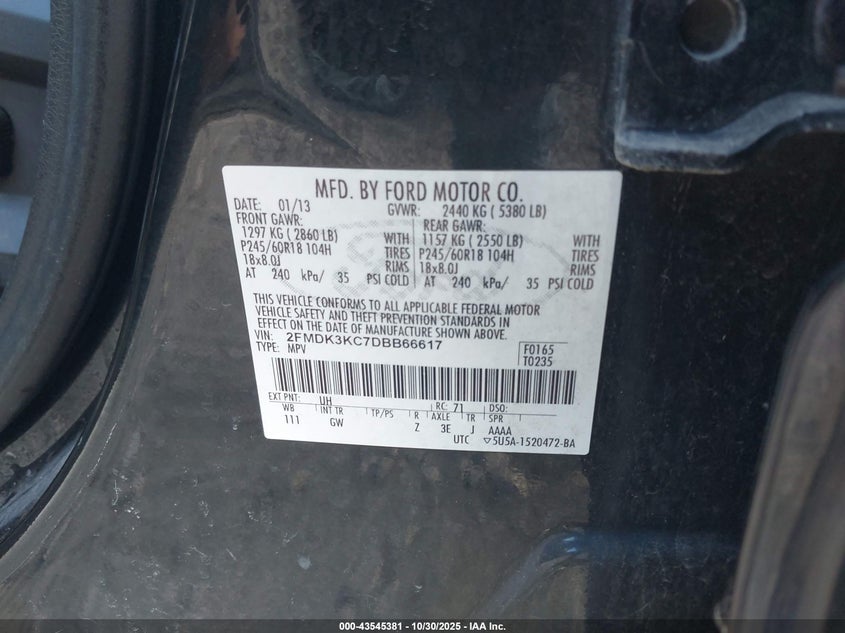 MFD. BY FORD MOTOR CO.
DATE: 01/13 GVWR: 2440 KG ( 5380 LB)
FRONT GAWR: REAR GAWR:
1297 KG ( 2860 LB) WITH 1157 KG ( 2550 LB) WITH
P245/60R18 104H TIRES P245/60R18 104H TIRES
18x8.0J RIMS 18x8.0J RIMS
AT 240 kPa/ 35 PSI COLD AT 240 kPa/ 35 PSI COLD
THIS VEHICLE CONFORMS TO ALL APPLICABLE FEDERAL MOTOR
VEHICLE SAFETY AND THEFT PREVENTION STANDARDS IN
EFFECT ON THE DATE OF MANUFACTURE SHOWN ABOVE.
VIN: 2FMDK3KC7DBB66617
TYPE: MPV
F0165
T0235
EXT PNT: UH RC: 71 DSO:
WB INT TR TP/PS R AXLE TR SPR
111 GW Z 3E J AAAA
UTC ▽5U5A-1520472-BA
000-43545381 - 10/30/2025 - IAA Inc.